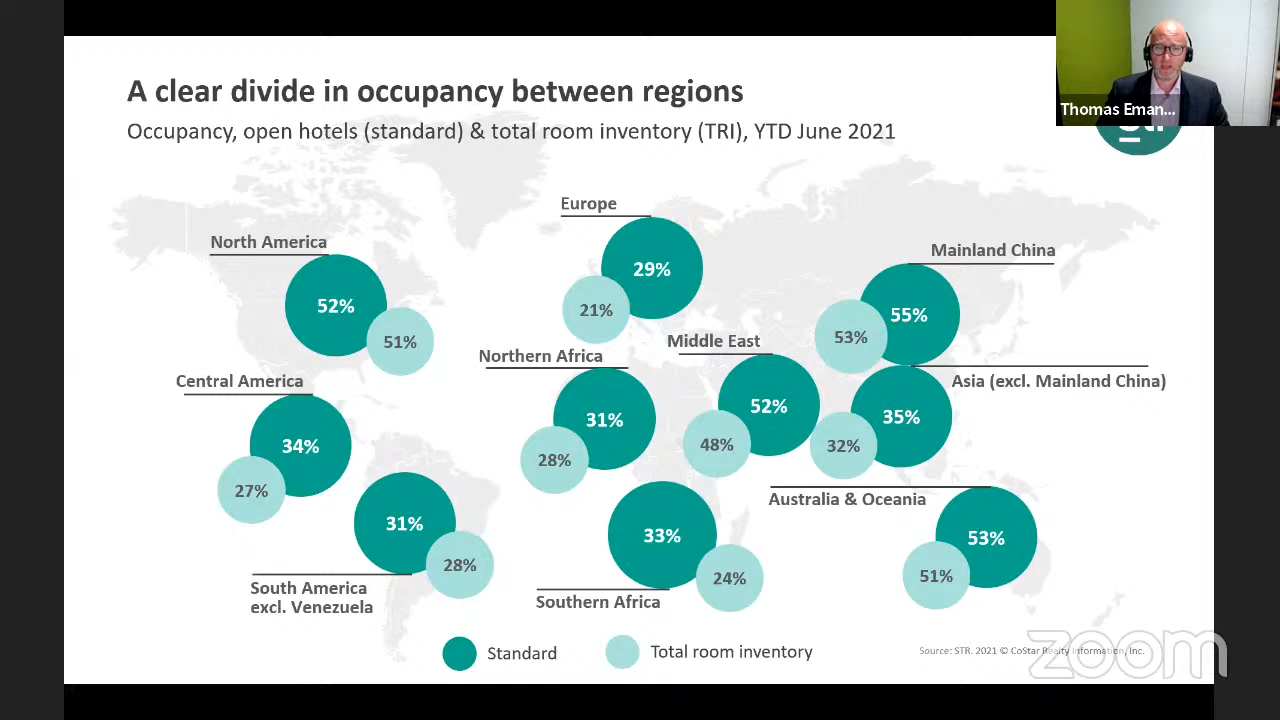 A clear divide in occupancy between regions
Occupancy, open hotels (standard) & total room inventory (TRI), YTD June 2021
Thomas Eman...
Europe
29%
21%
North America
52%
51%
Mainland China
55%
53%
Middle East
52%
48%
Northern Africa
31%
28%
Asia (excl. Mainland China)
35%
32%
Central America
34%
27%
South America
excl. Venezuela
31%
28%
Southern Africa
33%
24%
Australia & Oceania
53%
51%
Standard
Total room inventory
Source: STR. 2021 © CoStar Realty Information, Inc.
zoom